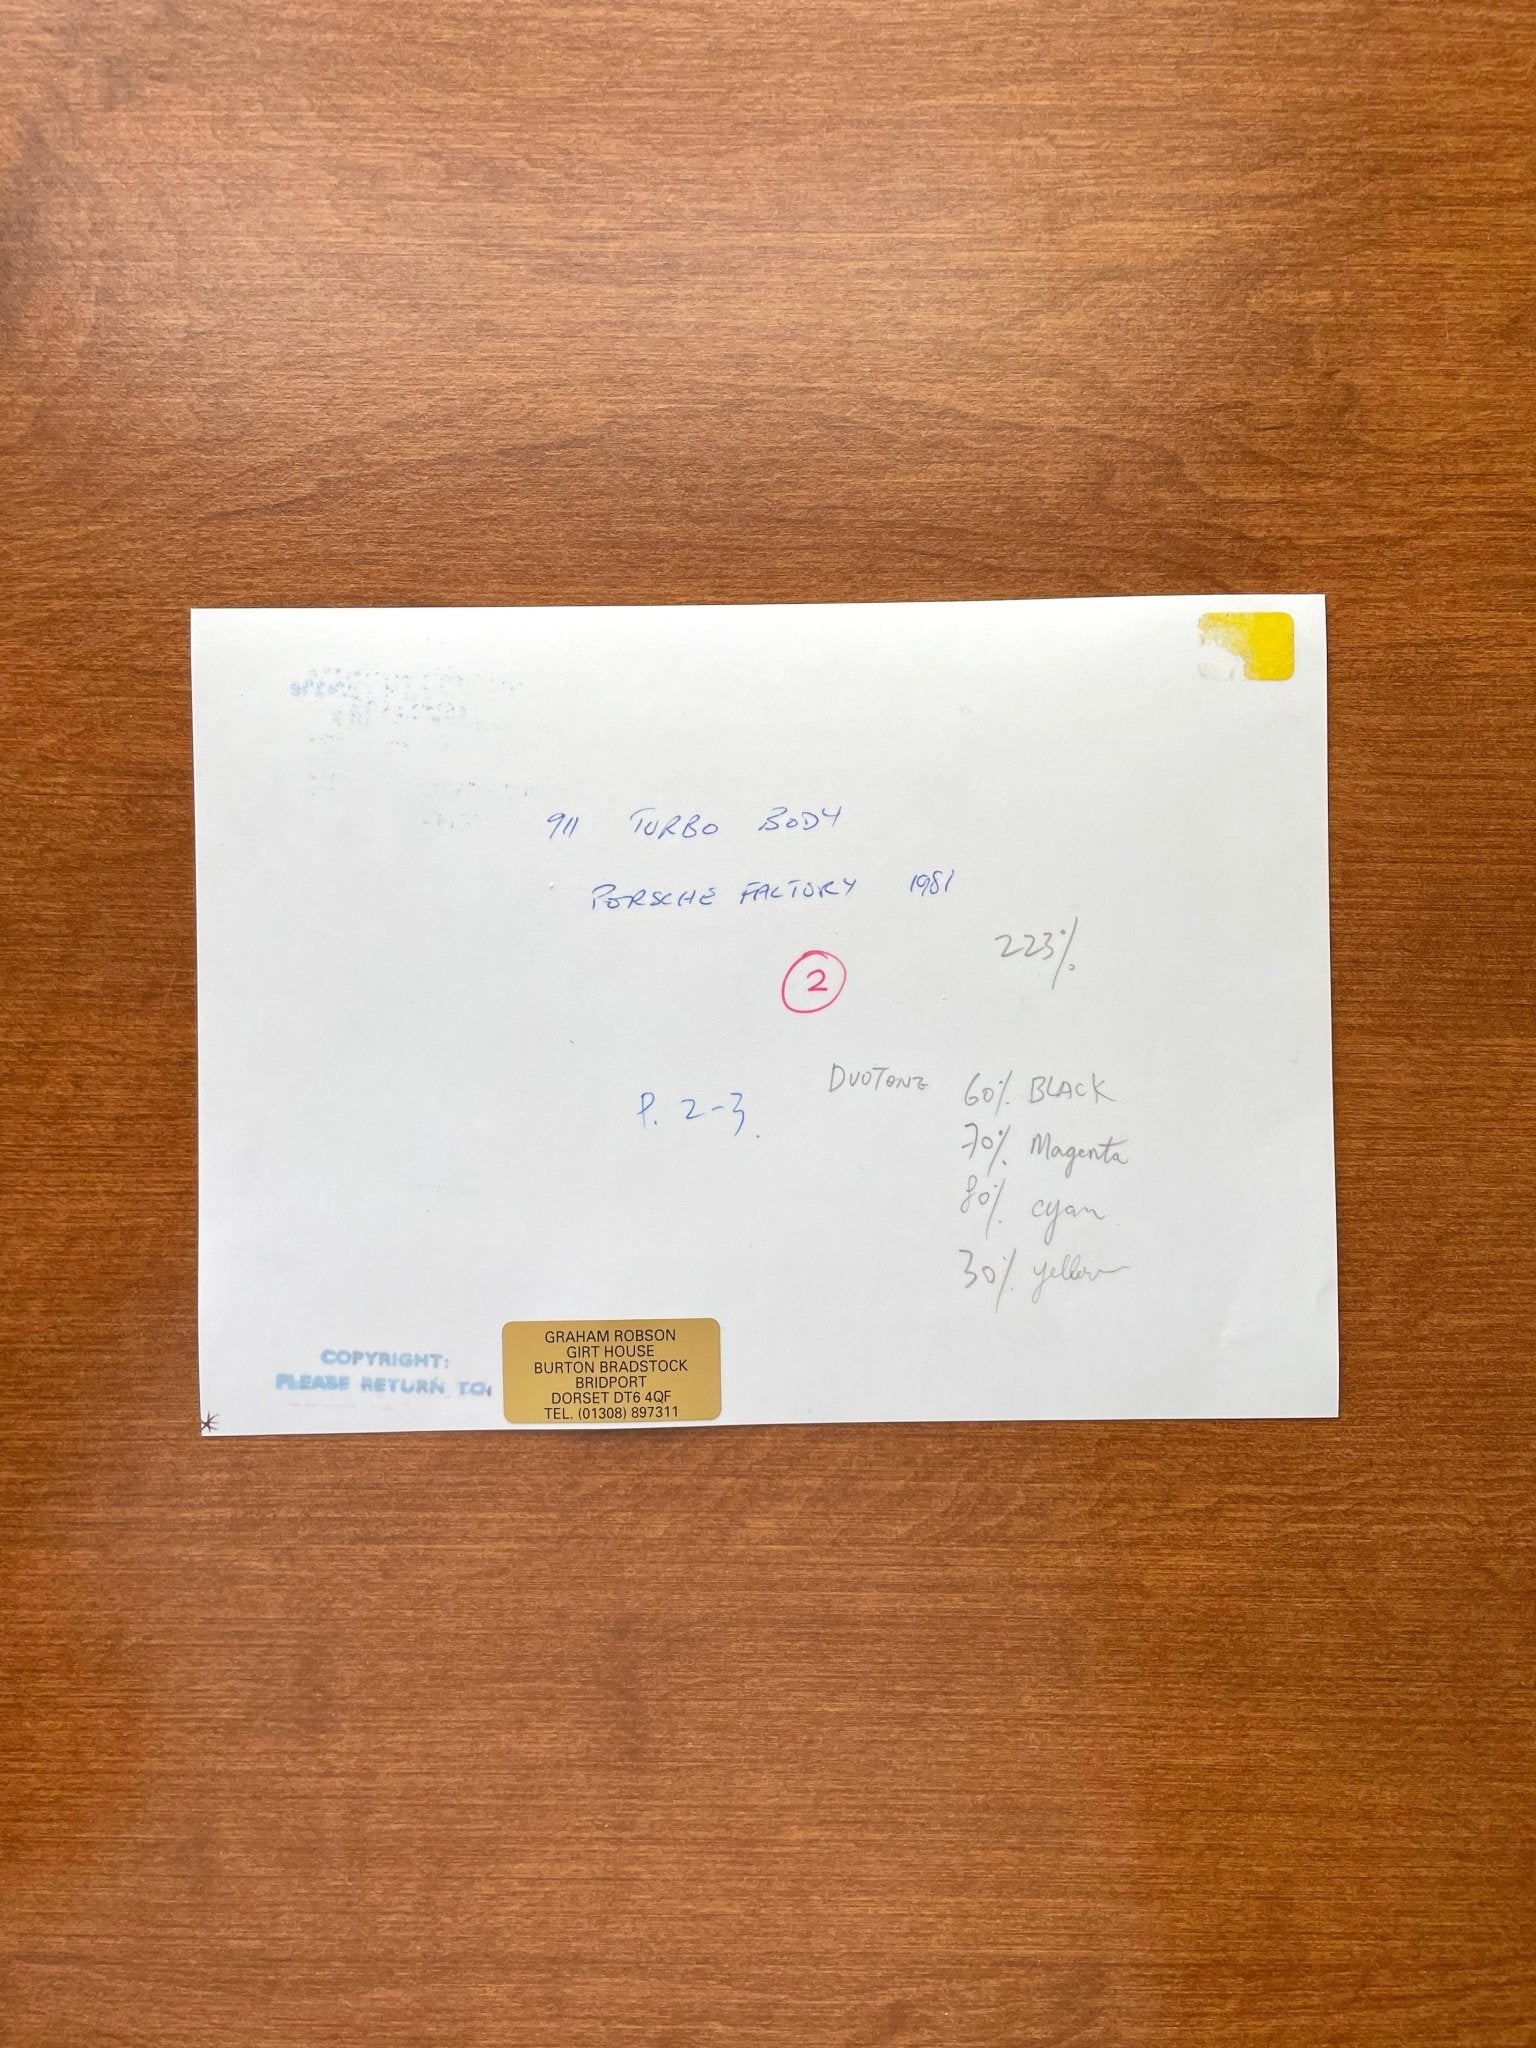 911 TURBO BODY
PORSCHE FACTORY 1981
223%
2
DUOTONE 60% BLACK
P. 2-3.
70% Magenta
80% cyan
30% yellow
COPYRIGHT:
PLEASE RETURN TO:
GRAHAM ROBSON
GIRT HOUSE
BURTON BRADSTOCK
BRIDPORT
DORSET DT6 4QF
TEL. (01308) 897311